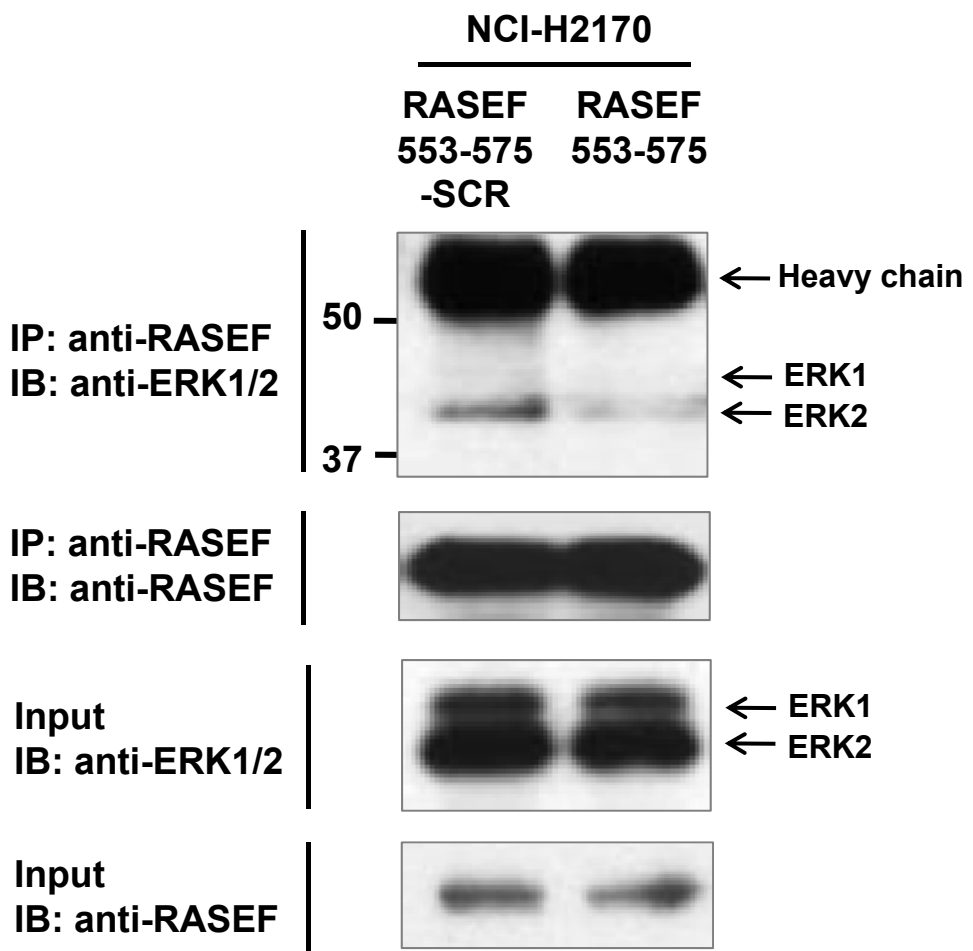 NCI-H2170
RASEF
553-575
-SCR
RASEF
553-575
IP: anti-RASEF
IB: anti-ERK1/2
50
37
Heavy chain
ERK1
ERK2
IP: anti-RASEF
IB: anti-RASEF
Input
IB: anti-ERK1/2
ERK1
ERK2
Input
IB: anti-RASEF